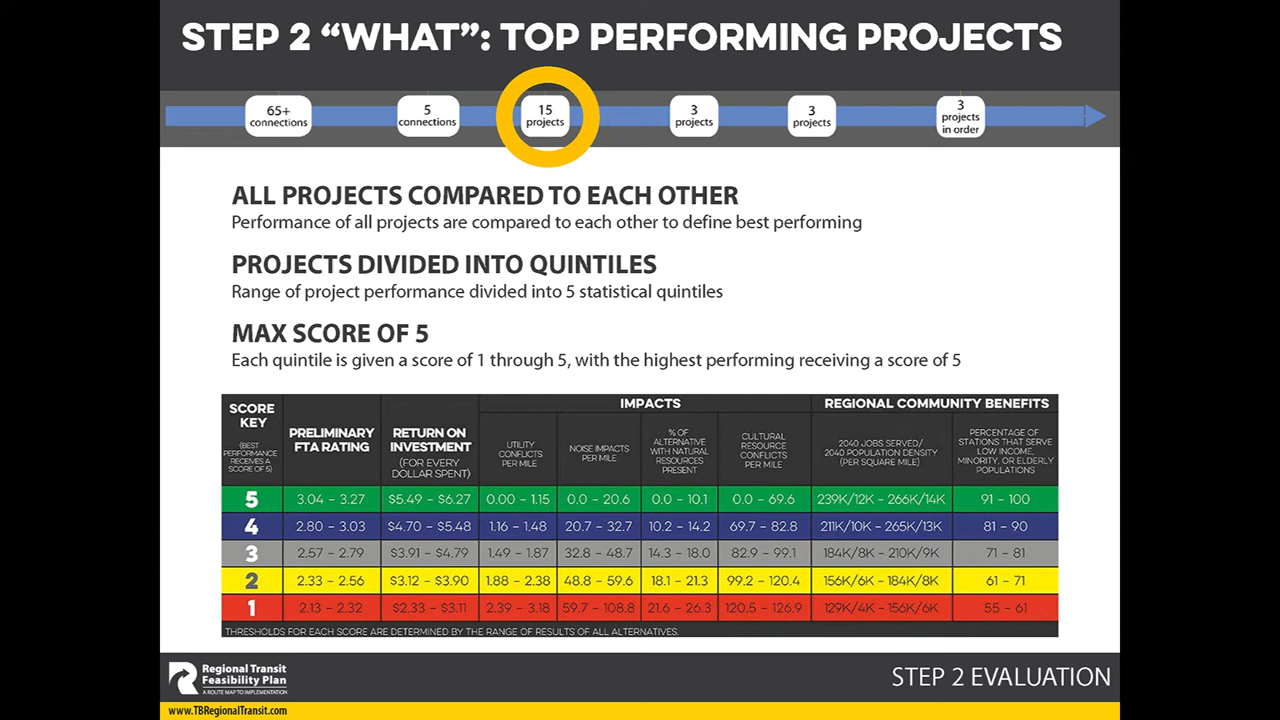 STEP 2 “WHAT”: TOP PERFORMING PROJECTS
65+
connections
5
connections
15
projects
3
projects
3
projects
3
projects
in order
ALL PROJECTS COMPARED TO EACH OTHER
Performance of all projects are compared to each other to define best performing
PROJECTS DIVIDED INTO QUINTILES
Range of project performance divided into 5 statistical quintiles
MAX SCORE OF 5
Each quintile is given a score of 1 through 5, with the highest performing receiving a score of 5
SCORE
KEY
(BEST
PERFORMANCE
RECEIVES A
SCORE OF 5)
PRELIMINARY
FTA RATING
RETURN ON
INVESTMENT
(FOR EVERY
DOLLAR SPENT)
IMPACTS
UTILITY
CONFLICTS
PER MILE
NOISE IMPACTS
PER MILE
% OF
ALTERNATIVE
WITH NATURAL
RESOURCES
PRESENT
CULTURAL
RESOURCE
CONFLICTS
PER MILE
REGIONAL COMMUNITY BENEFITS
2040 JOBS SERVED/
2040 POPULATION DENSITY
(PER SQUARE MILE)
PERCENTAGE OF
STATIONS THAT SERVE
LOW INCOME,
MINORITY, OR ELDERLY
POPULATIONS
5 3.04 - 3.27 $5.49 - $6.27 0.00 - 1.15 0.0 - 20.6 0.0 - 10.1 0.0 - 69.6 239K/12K - 266K/14K 91 - 100
4 2.80 - 3.03 $4.70 - $5.48 1.16 - 1.48 20.7 - 32.7 10.2 - 14.2 69.7 - 82.8 211K/10K - 265K/13K 81 - 90
3 2.57 - 2.79 $3.91 - $4.79 1.49 - 1.87 32.8 - 48.7 14.3 - 18.0 82.9 - 99.1 184K/8K - 210K/9K 71 - 81
2 2.33 - 2.56 $3.12 - $3.90 1.88 - 2.38 48.8 - 59.6 18.1 - 21.3 99.2 - 120.4 156K/6K - 184K/8K 61 - 71
1 2.13 - 2.32 $2.33 - $3.11 2.39 - 3.18 59.7 - 108.8 21.6 - 26.3 120.5 - 126.9 129K/4K - 156K/6K 55 - 61
THRESHOLDS FOR EACH SCORE ARE DETERMINED BY THE RANGE OF RESULTS OF ALL ALTERNATIVES.
Regional Transit
Feasibility Plan
A ROUTE MAP TO IMPLEMENTATION
STEP 2 EVALUATION
www.TBRegionalTransit.com